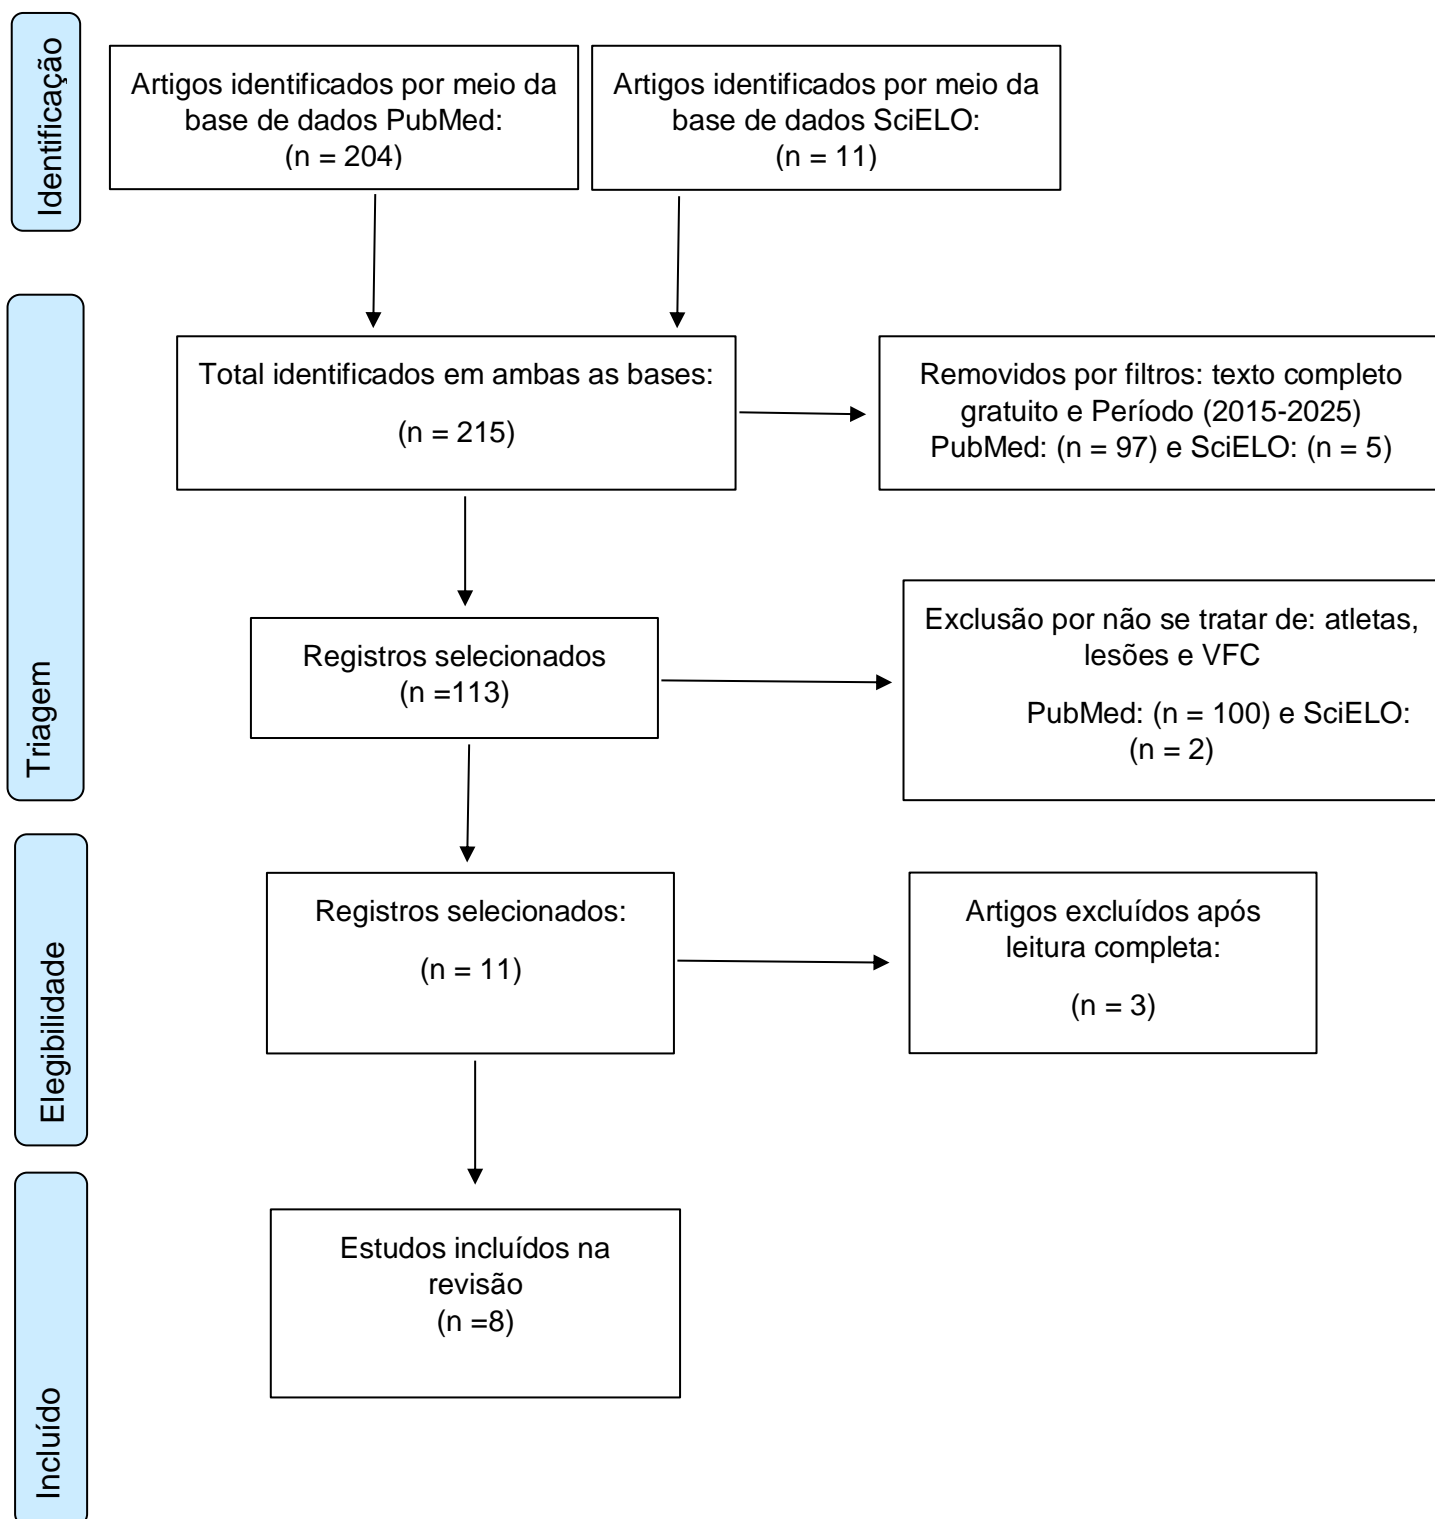 Identificação
Artigos identificados por meio da
base de dados PubMed:
(n = 204)
Artigos identificados por meio da
base de dados SciELO:
(n = 11)
Triagem
Total identificados em ambas as bases:
(n = 215)
Removidos por filtros: texto completo
gratuito e Período (2015-2025)
PubMed: (n = 97) e SciELO: (n = 5)
Registros selecionados
(n =113)
Exclusão por não se tratar de: atletas,
lesões e VFC
PubMed: (n = 100) e SciELO:
(n = 2)
Elegibilidade
Registros selecionados:
(n = 11)
Artigos excluídos após
leitura completa:
(n = 3)
Incluído
Estudos incluídos na
revisão
(n =8)